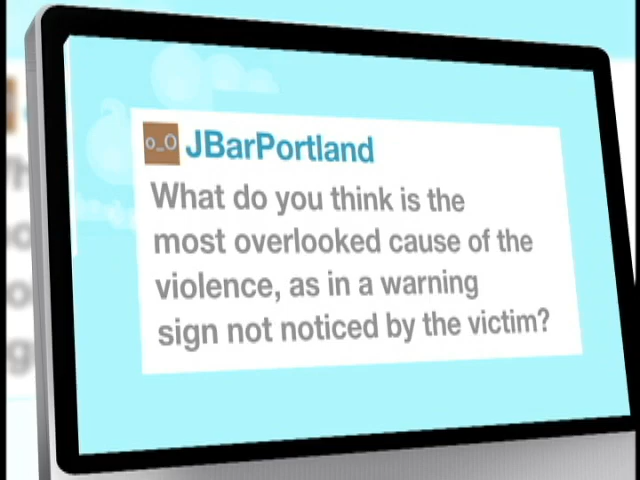 o_O
JBarPortland
What do you think is the
most overlooked cause of the
violence, as in a warning
sign not noticed by the victim?